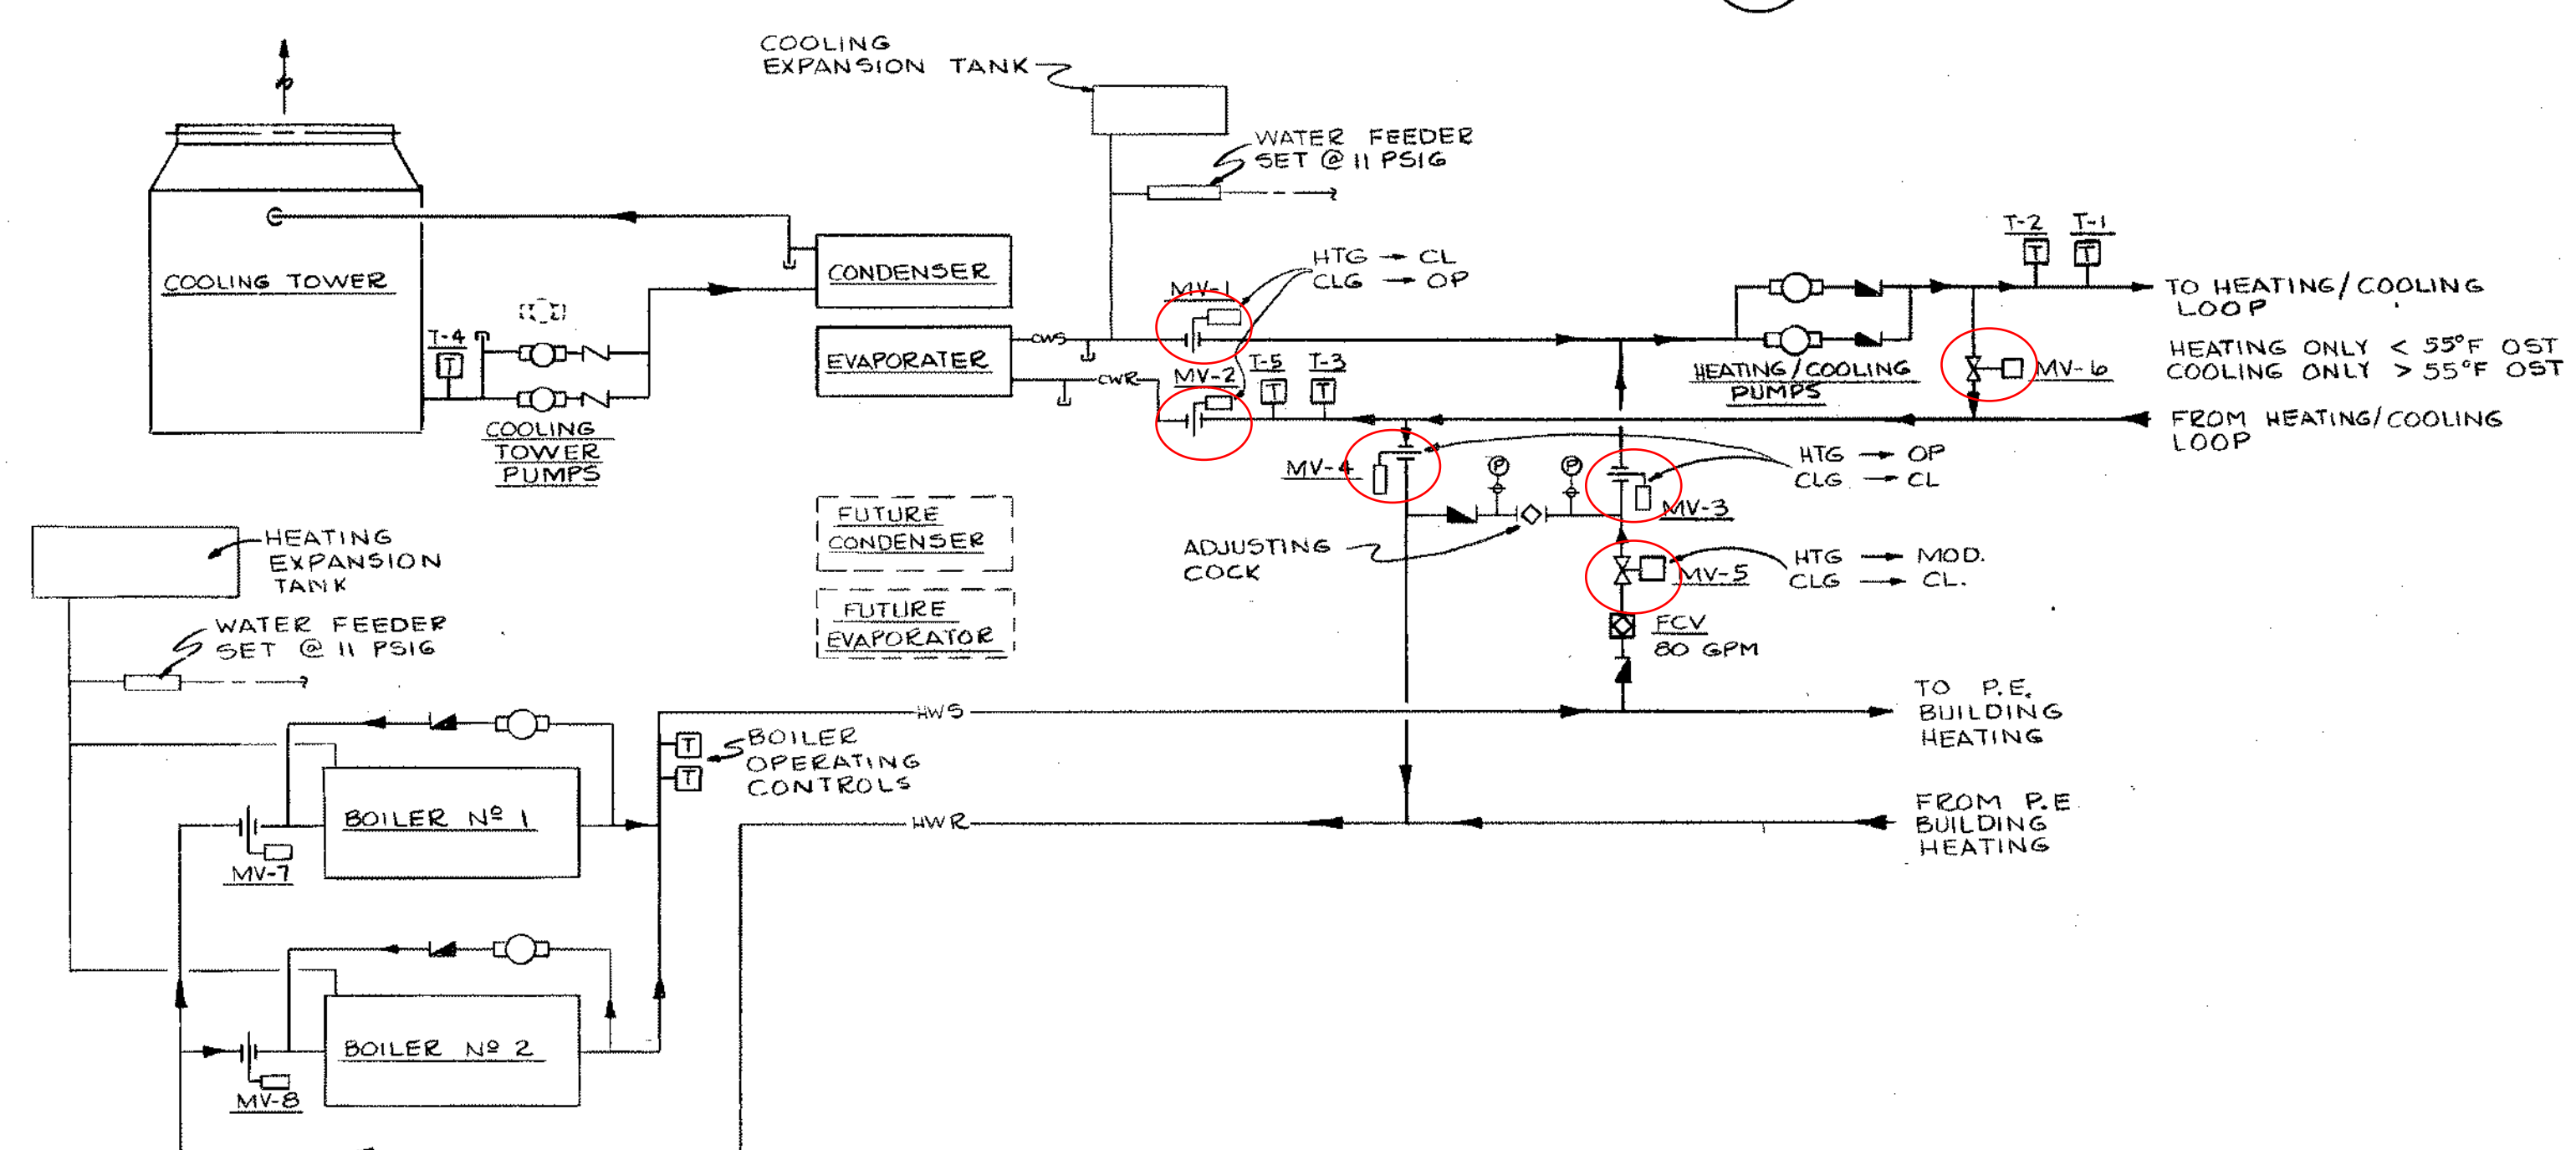 COOLING
EXPANSION TANK
WATER FEEDER
SET @ 11 PSIG
COOLING TOWER
T-4
COOLING
TOWER
PUMPS
CONDENSER
EVAPORATER
CWS
CWR
MV-1
HTG → CL
CLG → OP
MV-2
T-5
T
T-3
T
T
HEATING/COOLING
PUMPS
T-2
T
T-1
T
TO HEATING/COOLING
LOOP
HEATING ONLY < 55°F OST
COOLING ONLY > 55°F OST
MV-6
FROM HEATING/COOLING
LOOP
MV-4
P
P
HTG → OP
CLG → CL
MV-3
ADJUSTING
COCK
HTG → MOD.
CLG → CL.
MV-5
FCV
80 GPM
FUTURE
CONDENSER
FUTURE
EVAPORATOR
HEATING
EXPANSION
TANK
WATER FEEDER
SET @ 11 PSIG
HWS
TO P.E.
BUILDING
HEATING
T
T
BOILER
OPERATING
CONTROLS
HWR
FROM P.E
BUILDING
HEATING
BOILER Nº 1
MV-7
BOILER Nº 2
MV-8